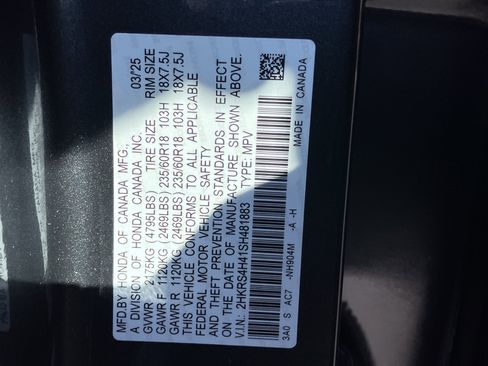 MFD.BY HONDA OF CANADA MFG., 03/25
A DIVISION OF HONDA CANADA INC.
GVWR 2175KG (4795LBS) TIRE SIZE RIM SIZE
GAWR F 1120KG (2469LBS) 235/60R18 103H 18X7.5J
GAWR R 1120KG (2469LBS) 235/60R18 103H 18X7.5J
THIS VEHICLE CONFORMS TO ALL APPLICABLE
FEDERAL MOTOR VEHICLE SAFETY
AND THEFT PREVENTION STANDARDS IN EFFECT
ON THE DATE OF MANUFACTURE SHOWN ABOVE.
V.I.N.: 2HKRS4H41SH481883 TYPE: MPV
3A0 S AC7 -NH904M -A -H MADE IN CANADA